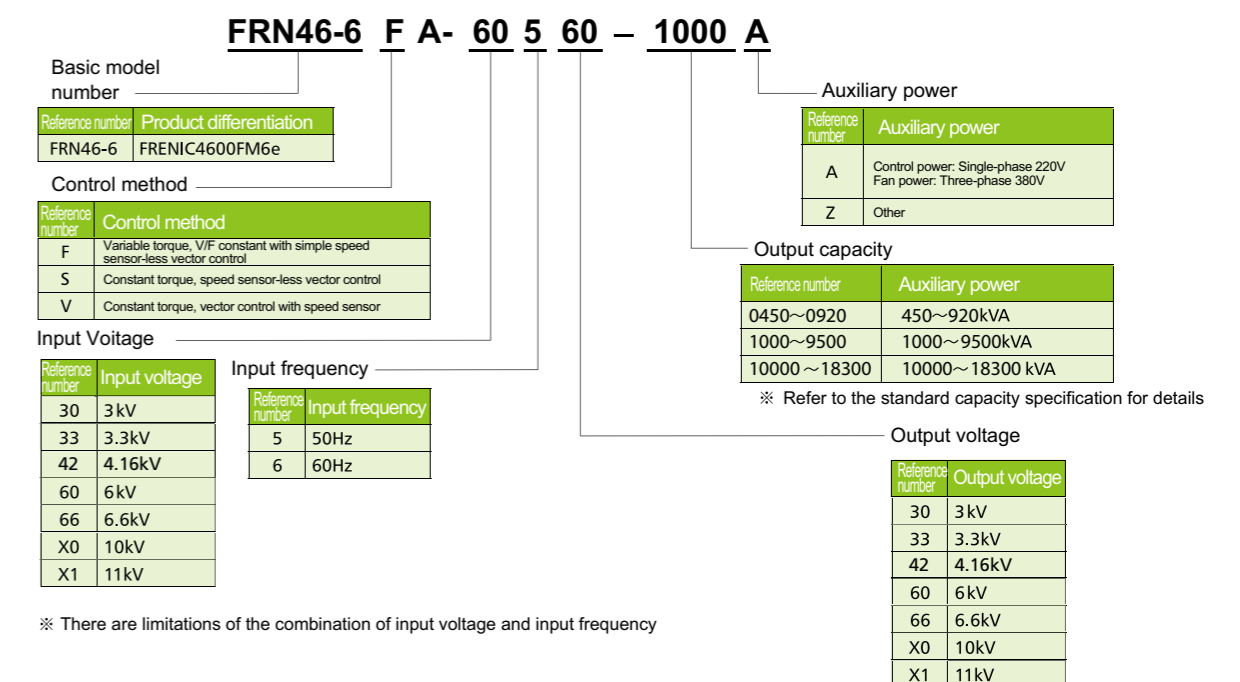 FRN46-6 F A- 60 5 60 – 1000 A
Basic model
number
Reference number Product differentiation
FRN46-6 FRENIC4600FM6e
Control method
Reference
number Control method
F Variable torque, V/F constant with simple speed
sensor-less vector control
S Constant torque, speed sensor-less vector control
V Constant torque, vector control with speed sensor
Input Voitage
Reference
number Input voltage
30 3kV
33 3.3kV
42 4.16kV
60 6kV
66 6.6kV
X0 10kV
X1 11kV
Input frequency
Reference
number Input frequency
5 50Hz
6 60Hz
※ There are limitations of the combination of input voltage and input frequency
Auxiliary power
Reference
number Auxiliary power
A Control power: Single-phase 220V
Fan power: Three-phase 380V
Z Other
Output capacity
Reference number Auxiliary power
0450～0920 450～920kVA
1000～9500 1000～9500kVA
10000～18300 10000～18300 kVA
※ Refer to the standard capacity specification for details
Output voltage
Reference
number Output voltage
30 3kV
33 3.3kV
42 4.16kV
60 6kV
66 6.6kV
X0 10kV
X1 11kV